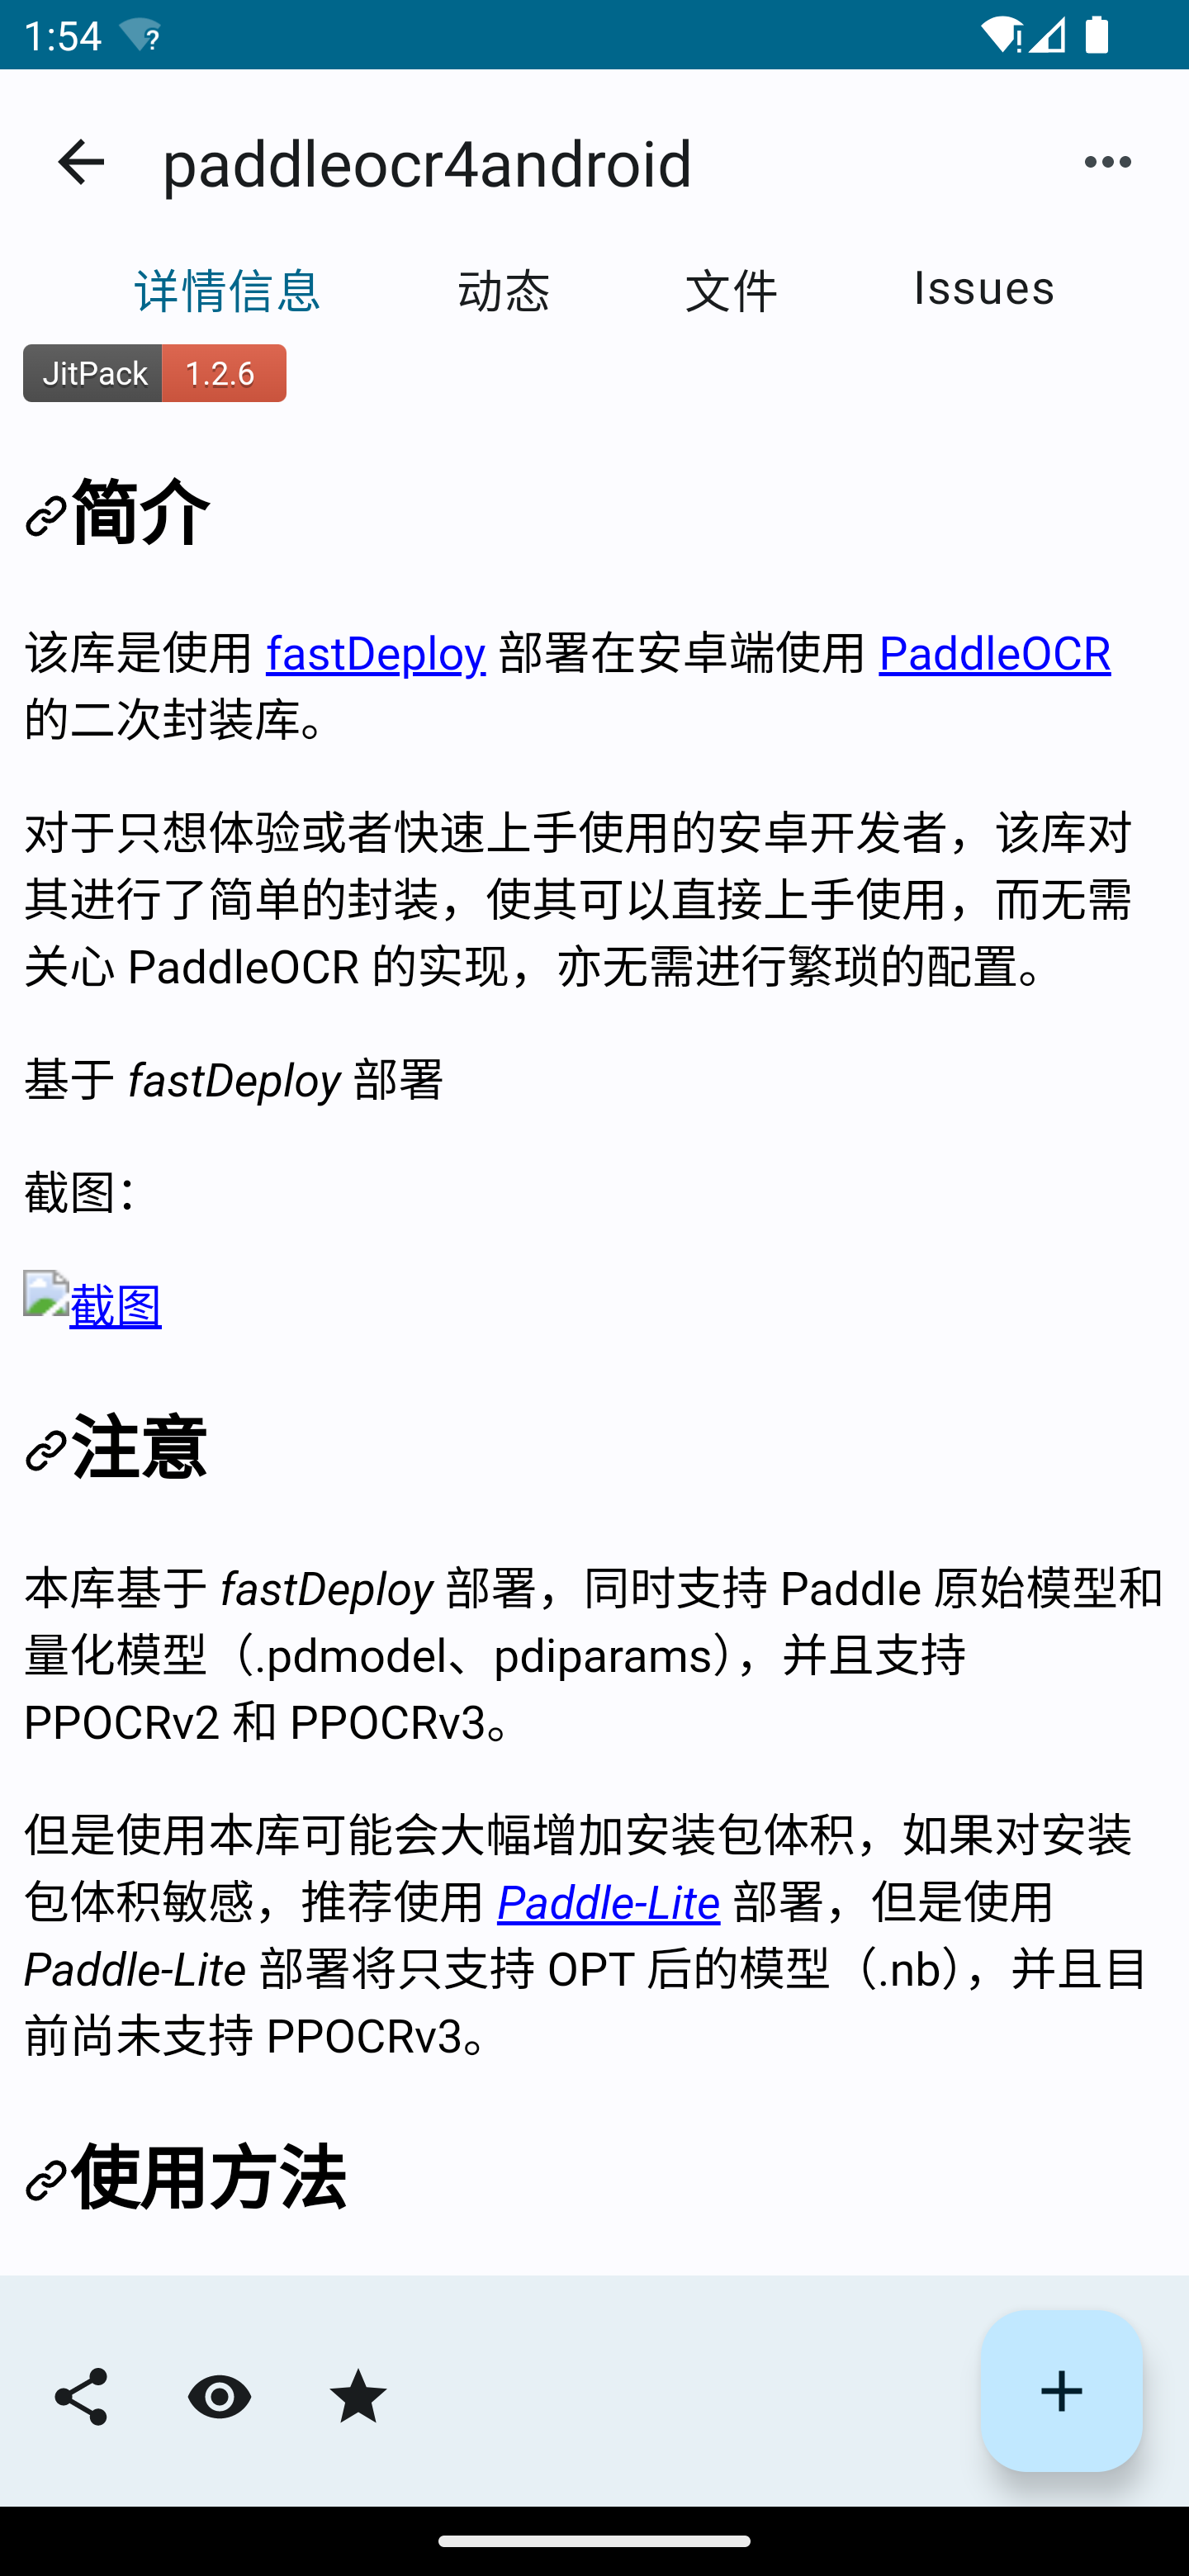 1:54
paddleocr4android
详情信息 动态 文件 Issues
JitPack 1.2.6
简介
该库是使用 fastDeploy 部署在安卓端使用 PaddleOCR
的二次封装库。
对于只想体验或者快速上手使用的安卓开发者，该库对
其进行了简单的封装，使其可以直接上手使用，而无需
关心 PaddleOCR 的实现，亦无需进行繁琐的配置。
基于 fastDeploy 部署
截图：
截图
注意
本库基于 fastDeploy 部署，同时支持 Paddle 原始模型和
量化模型（.pdmodel、pdiparams），并且支持
PPOCRv2 和 PPOCRv3。
但是使用本库可能会大幅增加安装包体积，如果对安装
包体积敏感，推荐使用 Paddle-Lite 部署，但是使用
Paddle-Lite 部署将只支持 OPT 后的模型（.nb），并且目
前尚未支持 PPOCRv3。
使用方法